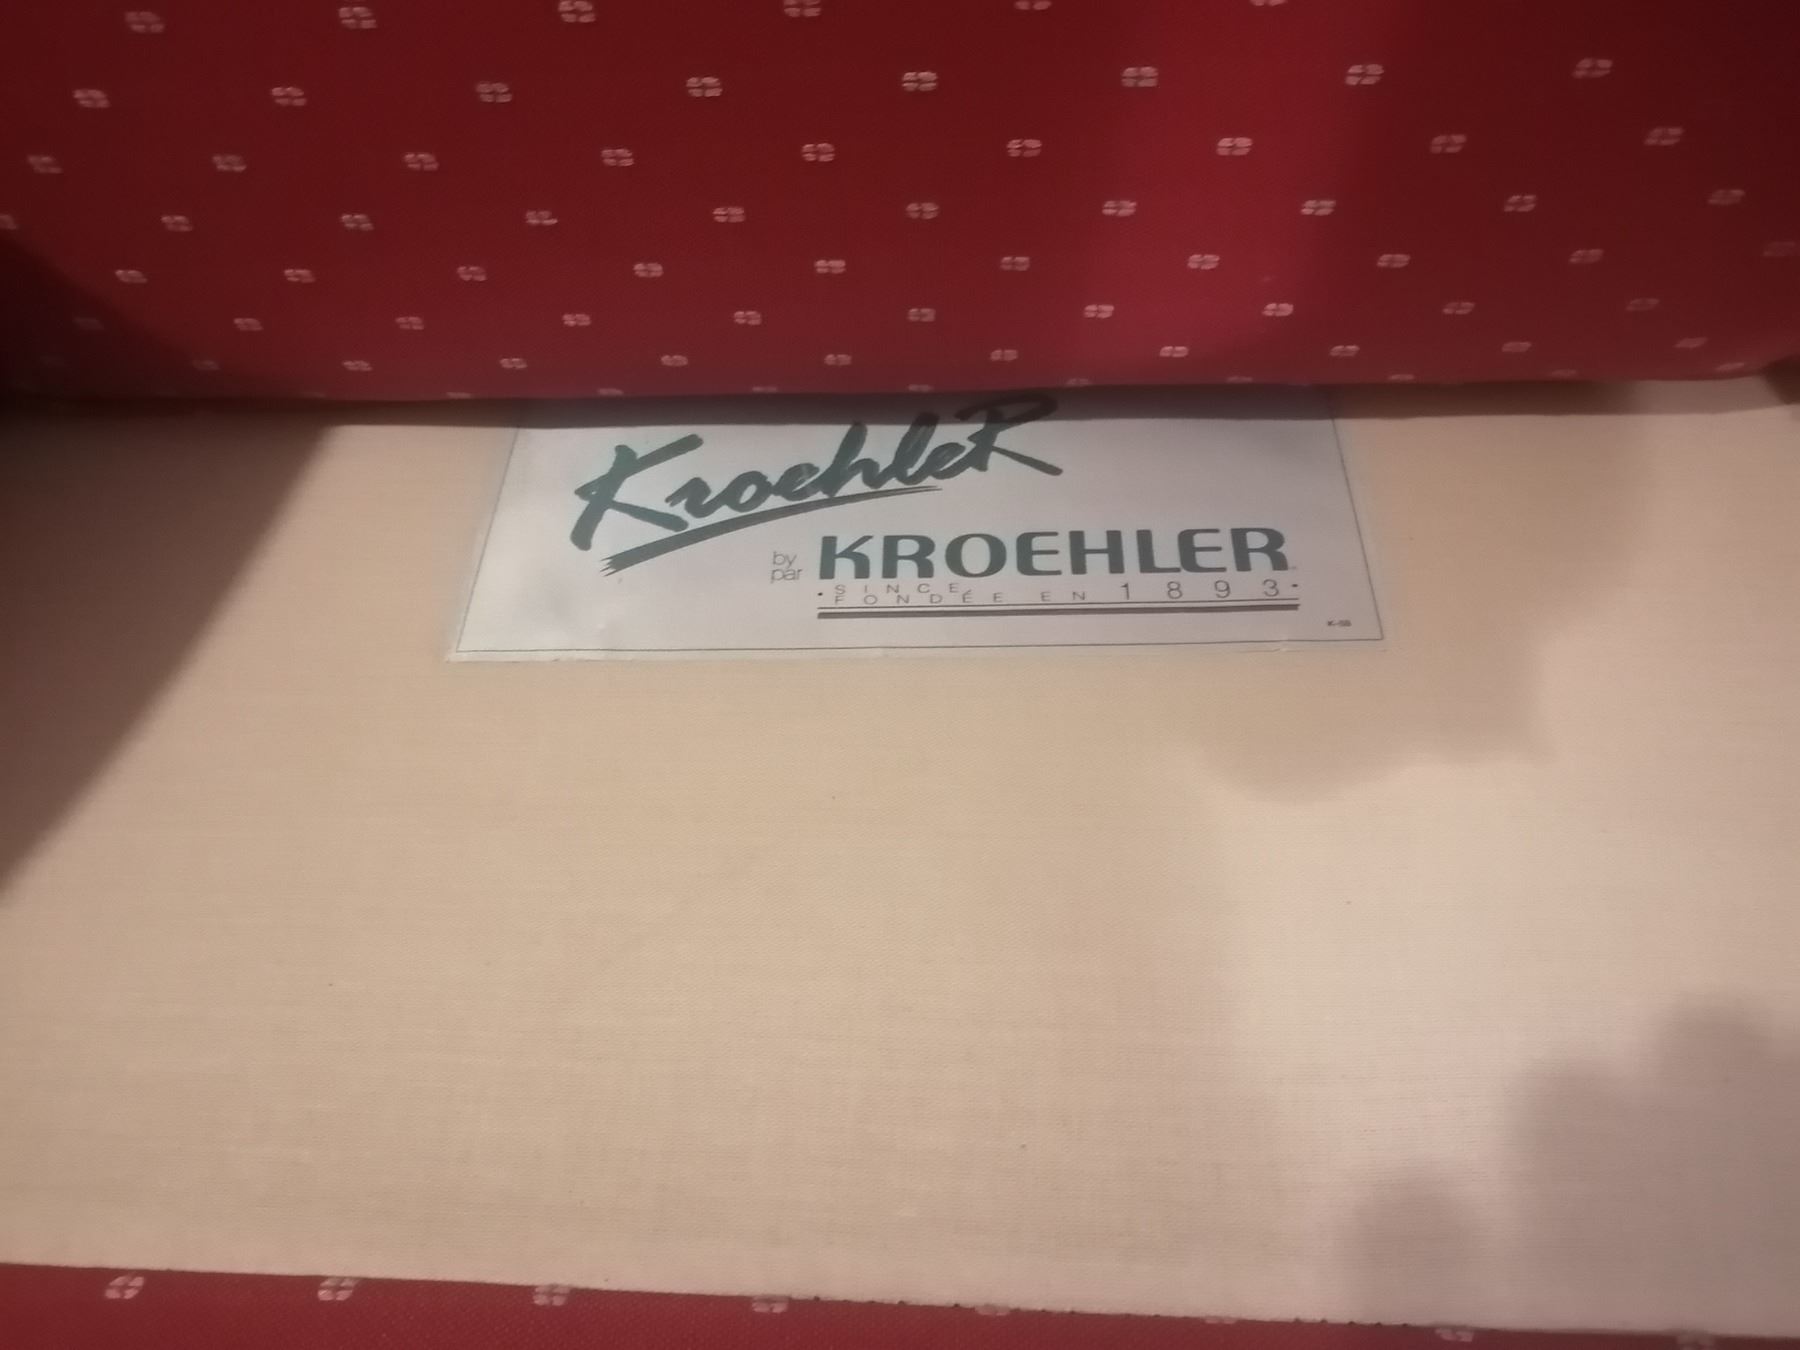 KroehleR
by
par
KROEHLER
• SINCE
FONDÉE EN 1893 •